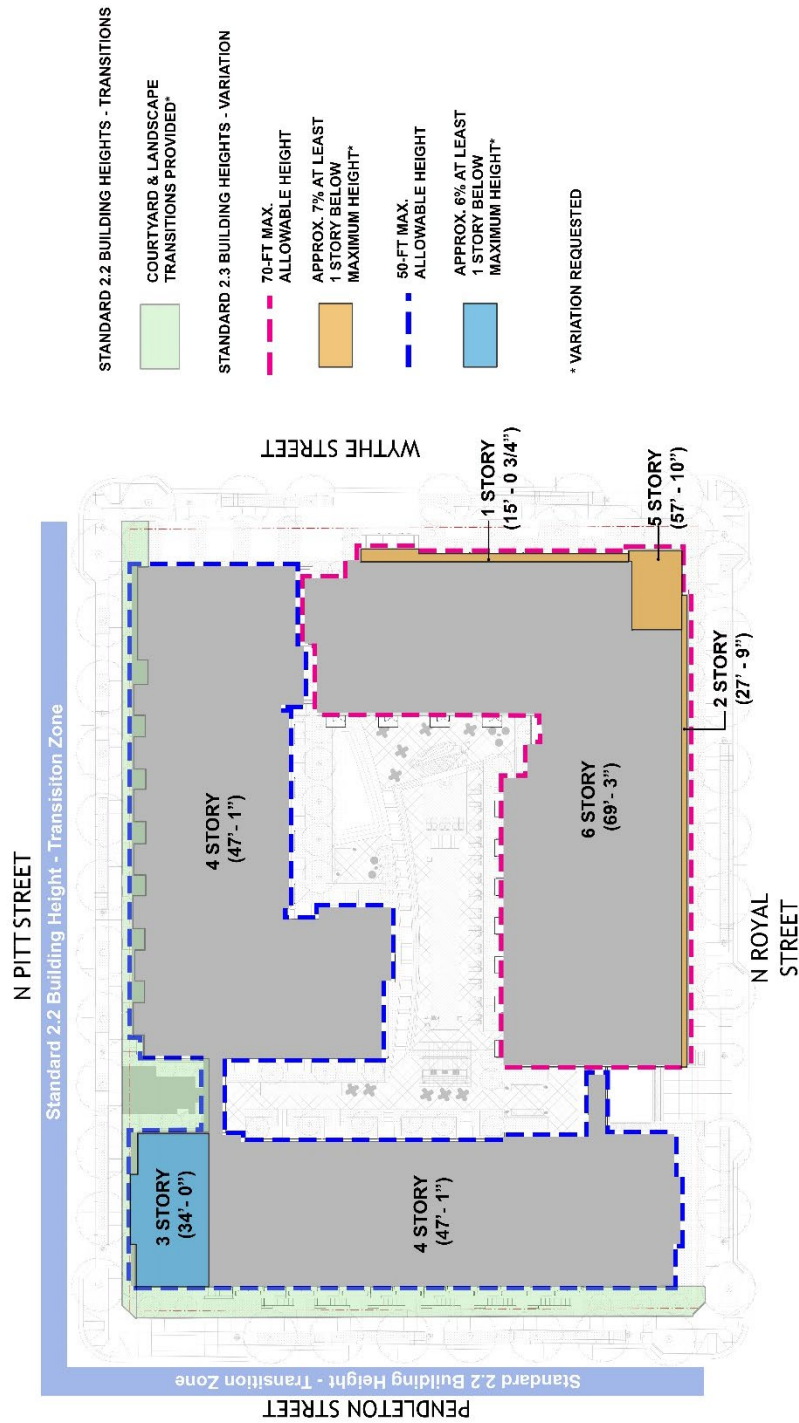 N PITT STREET
Standard 2.2 Building Height - Transisiton Zone
Standard 2.2 Building Height - Transition Zone
PENDLETON STREET
WYTHE STREET
N ROYAL
STREET
3 STORY
(34'- 0")
4 STORY
(47'- 1")
4 STORY
(47'- 1")
6 STORY
(69'- 3")
1 STORY
(15' - 0 3/4")
5 STORY
(57' - 10")
2 STORY
(27' - 9")
STANDARD 2.2 BUILDING HEIGHTS - TRANSITIONS
COURTYARD & LANDSCAPE
TRANSITIONS PROVIDED*
STANDARD 2.3 BUILDING HEIGHTS - VARIATION
70-FT MAX.
ALLOWABLE HEIGHT
APPROX. 7% AT LEAST
1 STORY BELOW
MAXIMUM HEIGHT*
50-FT MAX.
ALLOWABLE HEIGHT
APPROX. 6% AT LEAST
1 STORY BELOW
MAXIMUM HEIGHT*
* VARIATION REQUESTED